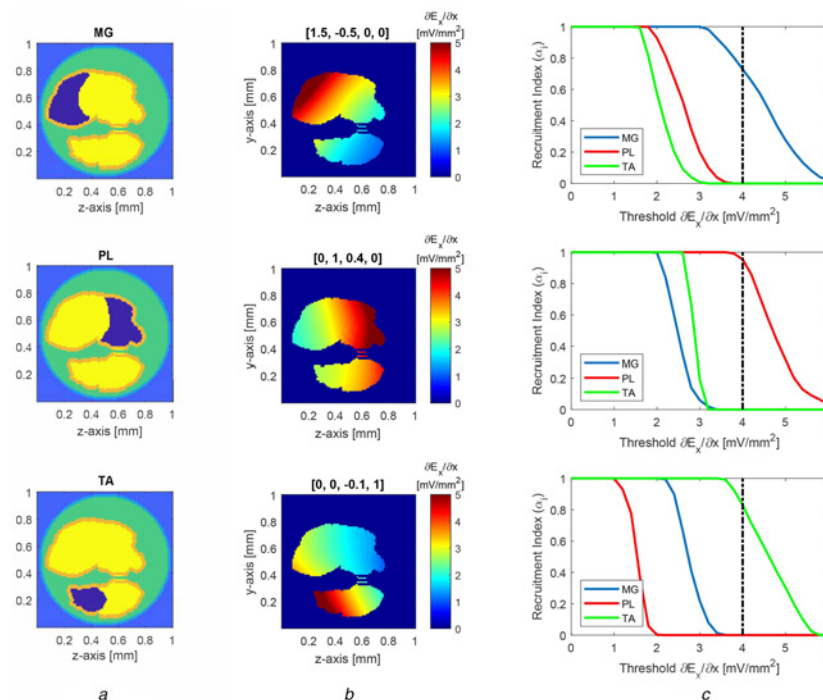 MG
y-axis [mm]
1
0.8
0.6
0.4
0.2
0.2 0.4 0.6 0.8 1
z-axis [mm]
[1.5, -0.5, 0, 0]
∂Eₓ/∂x
[mV/mm²]
y-axis [mm]
1
0.8
0.6
0.4
0.2
0.2 0.4 0.6 0.8 1
z-axis [mm]
5
4
3
2
1
0
Recruitment Index (αᵢ)
1
0.8
0.6
0.4
0.2
0
0 2 4
Threshold ∂Eₓ/∂x [mV/mm²]
MG
PL
TA
PL
1
0.8
0.6
0.4
0.2
0.2 0.4 0.6 0.8 1
z-axis [mm]
[0, 1, 0.4, 0]
∂Eₓ/∂x
[mV/mm²]
y-axis [mm]
1
0.8
0.6
0.4
0.2
0.2 0.4 0.6 0.8 1
z-axis [mm]
5
4
3
2
1
0
Recruitment Index (αᵢ)
1
0.8
0.6
0.4
0.2
0
0 1 2 3 4 5
Threshold ∂Eₓ/∂x [mV/mm²]
MG
PL
TA
TA
1
0.8
0.6
0.4
0.2
0.2 0.4 0.6 0.8 1
z-axis [mm]
[0, 0, -0.1, 1]
∂Eₓ/∂x
[mV/mm²]
y-axis [mm]
1
0.8
0.6
0.4
0.2
0.2 0.4 0.6 0.8 1
z-axis [mm]
5
4
3
2
1
0
Recruitment Index (αᵢ)
1
0.8
0.6
0.4
0.2
0
0 1 2 3 4 5
Threshold ∂Eₓ/∂x [mV/mm²]
MG
PL
TA
a b c